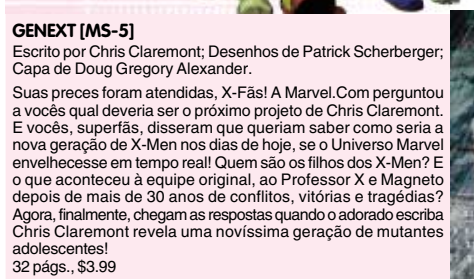 GENEXT [MS-5]
Escrito por Chris Claremont; Desenhos de Patrick Scherberger;
Capa de Doug Gregory Alexander.
Suas preces foram atendidas, X-Fãs! A Marvel.Com perguntou
a vocês qual deveria ser o próximo projeto de Chris Claremont.
E vocês, superfãs, disseram que queriam saber como seria a
nova geração de X-Men nos dias de hoje, se o Universo Marvel
envelhecesse em tempo real! Quem são os filhos dos X-Men? E
o que aconteceu à equipe original, ao Professor X e Magneto
depois de mais de 30 anos de conflitos, vitórias e tragédias?
Agora, finalmente, chegam as respostas quando o adorado escriba
Chris Claremont revela uma novíssima geração de mutantes
adolescentes!
32 págs., $3.99